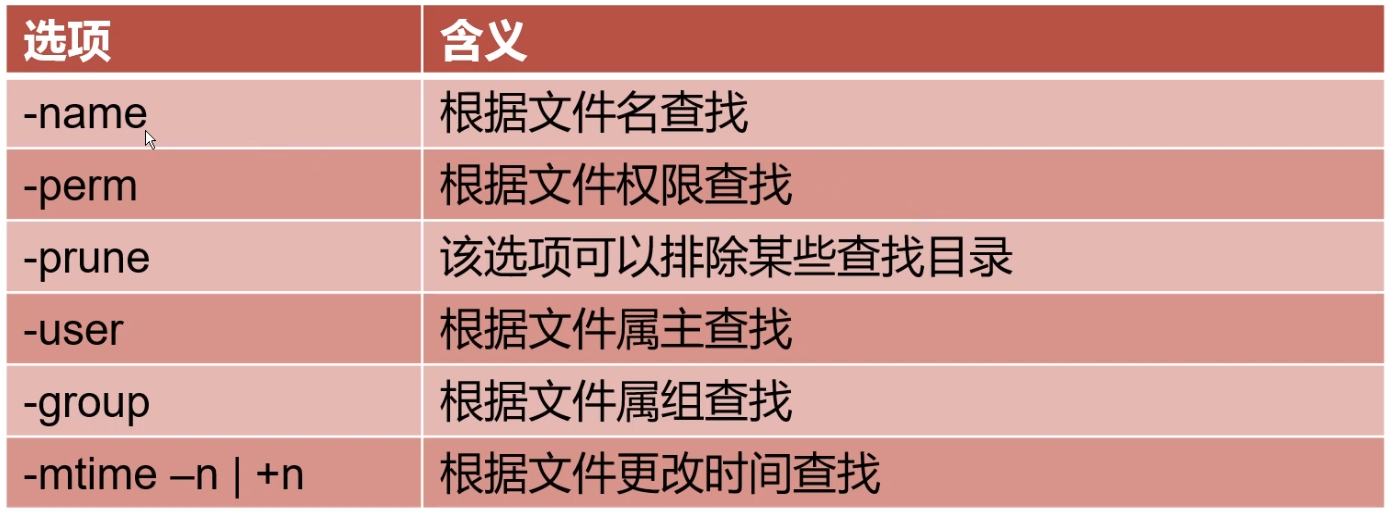 选项 含义
-name 根据文件名查找
-perm 根据文件权限查找
-prune 该选项可以排除某些查找目录
-user 根据文件属主查找
-group 根据文件属组查找
-mtime –n | +n 根据文件更改时间查找